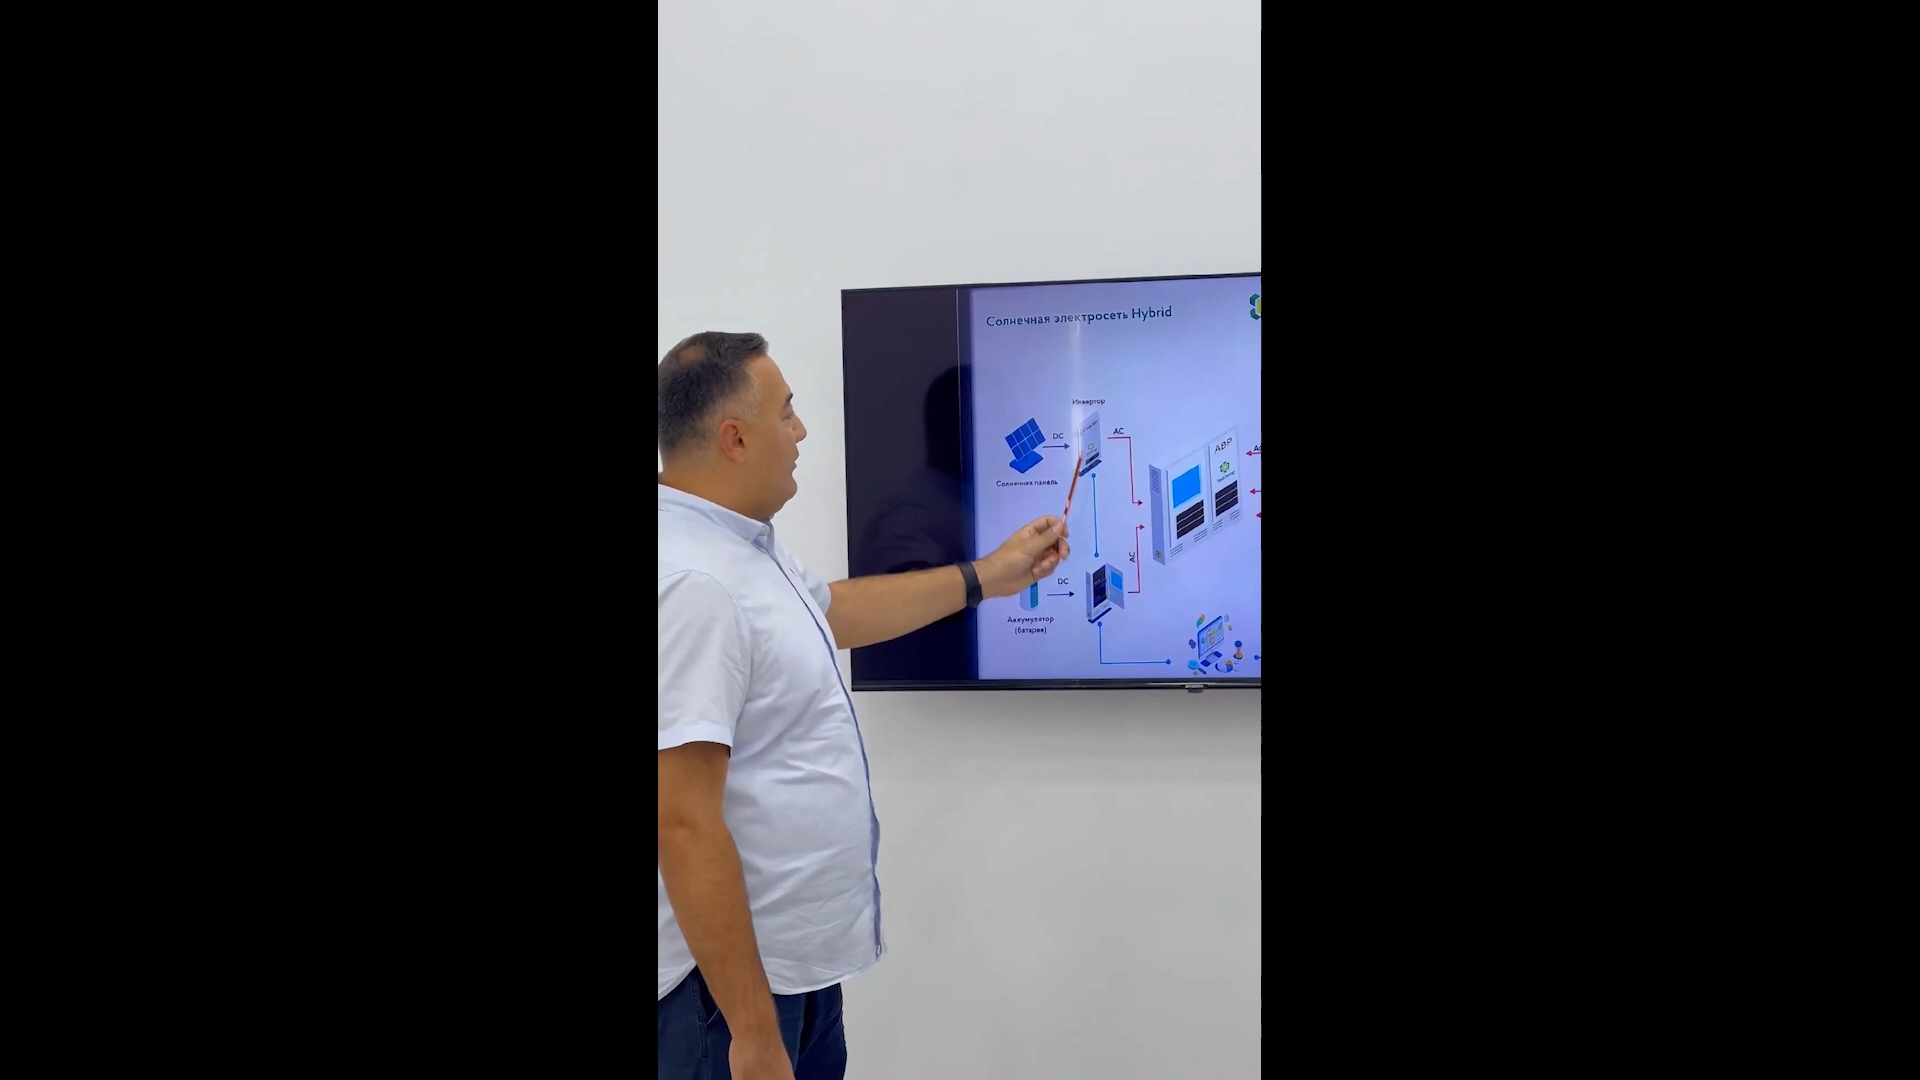 Солнечная электросеть Hybrid
Инвертор
DC
AC
АВР
Солнечная панель
AC
DC
Аккумулятор
(батарея)